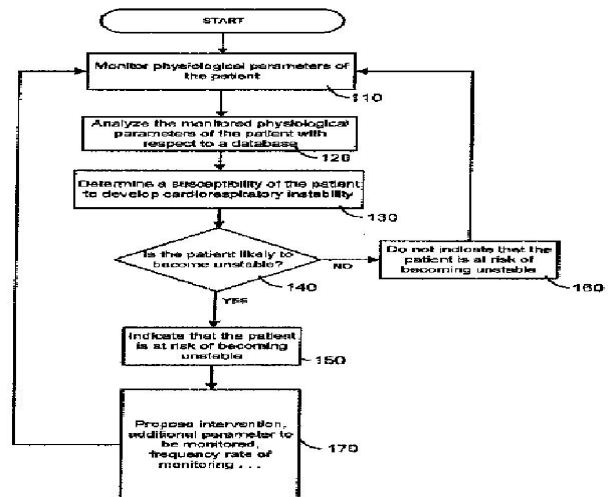 START
Monitor physiological parameters of
the patient
110
Analyze the monitored physiological
parameters of the patient with
respect to a database
120
Determine a susceptibility of the patient
to develop cardiorespiratory instability
130
Is the patient likely to
become unstable?
140
NO
Do not indicate that the
patient is at risk of
becoming unstable
160
YES
Indicate that the patient
is at risk of becoming
unstable
150
Propose intervention,
additional parameter to
be monitored,
frequency rate of
monitoring . . .
170